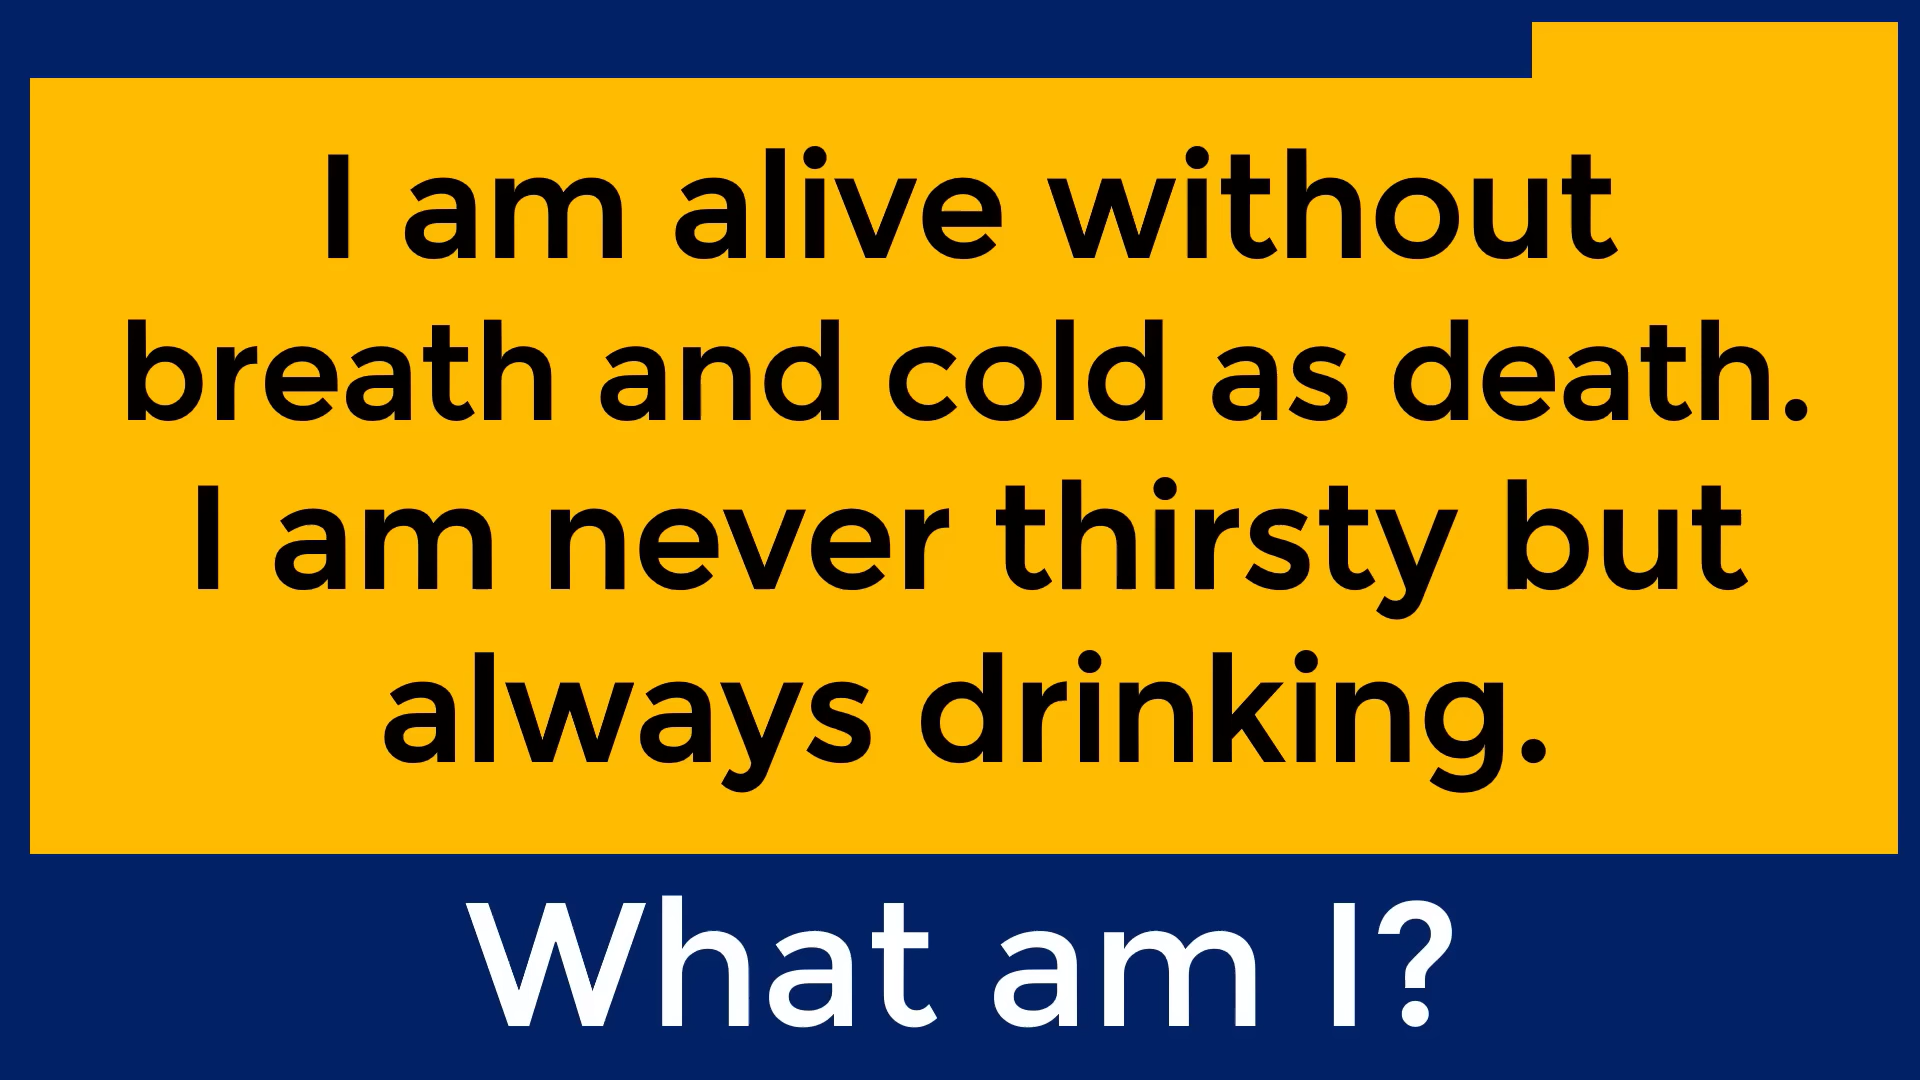 I am alive without
breath and cold as death.
I am never thirsty but
always drinking.
What am I?